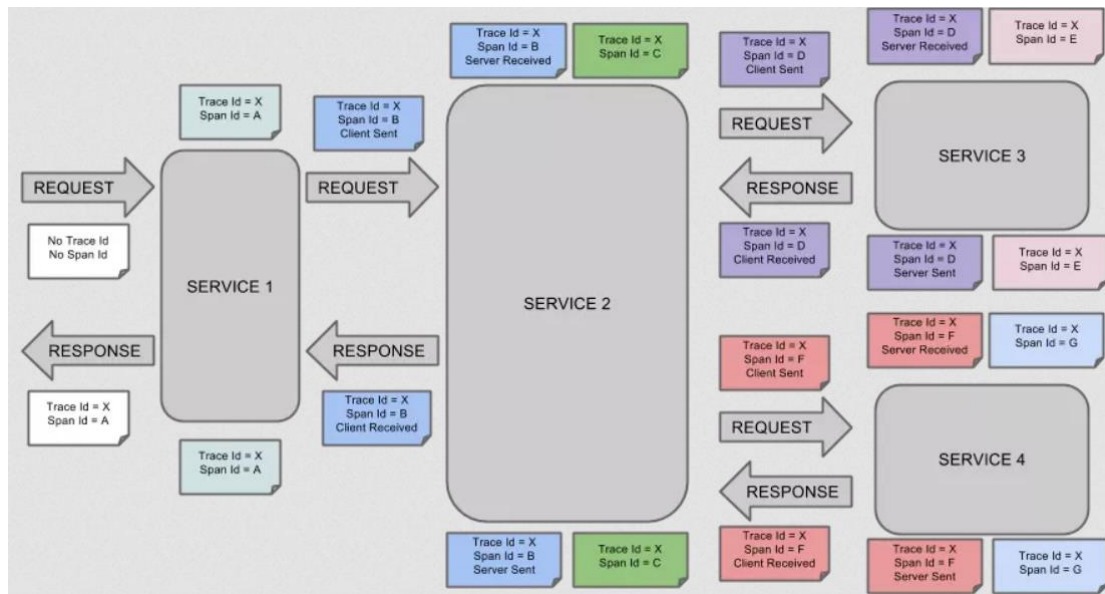 Trace Id = X
Span Id = A
REQUEST
No Trace Id
No Span Id
SERVICE 1
RESPONSE
Trace Id = X
Span Id = A
Trace Id = X
Span Id = A
Trace Id = X
Span Id = B
Client Sent
REQUEST
RESPONSE
Trace Id = X
Span Id = B
Client Received
Trace Id = X
Span Id = B
Server Received
Trace Id = X
Span Id = C
SERVICE 2
Trace Id = X
Span Id = B
Server Sent
Trace Id = X
Span Id = C
Trace Id = X
Span Id = D
Client Sent
REQUEST
RESPONSE
Trace Id = X
Span Id = D
Client Received
Trace Id = X
Span Id = D
Server Received
Trace Id = X
Span Id = E
SERVICE 3
Trace Id = X
Span Id = D
Server Sent
Trace Id = X
Span Id = E
Trace Id = X
Span Id = F
Client Sent
REQUEST
RESPONSE
Trace Id = X
Span Id = F
Client Received
Trace Id = X
Span Id = F
Server Received
Trace Id = X
Span Id = G
SERVICE 4
Trace Id = X
Span Id = F
Server Sent
Trace Id = X
Span Id = G